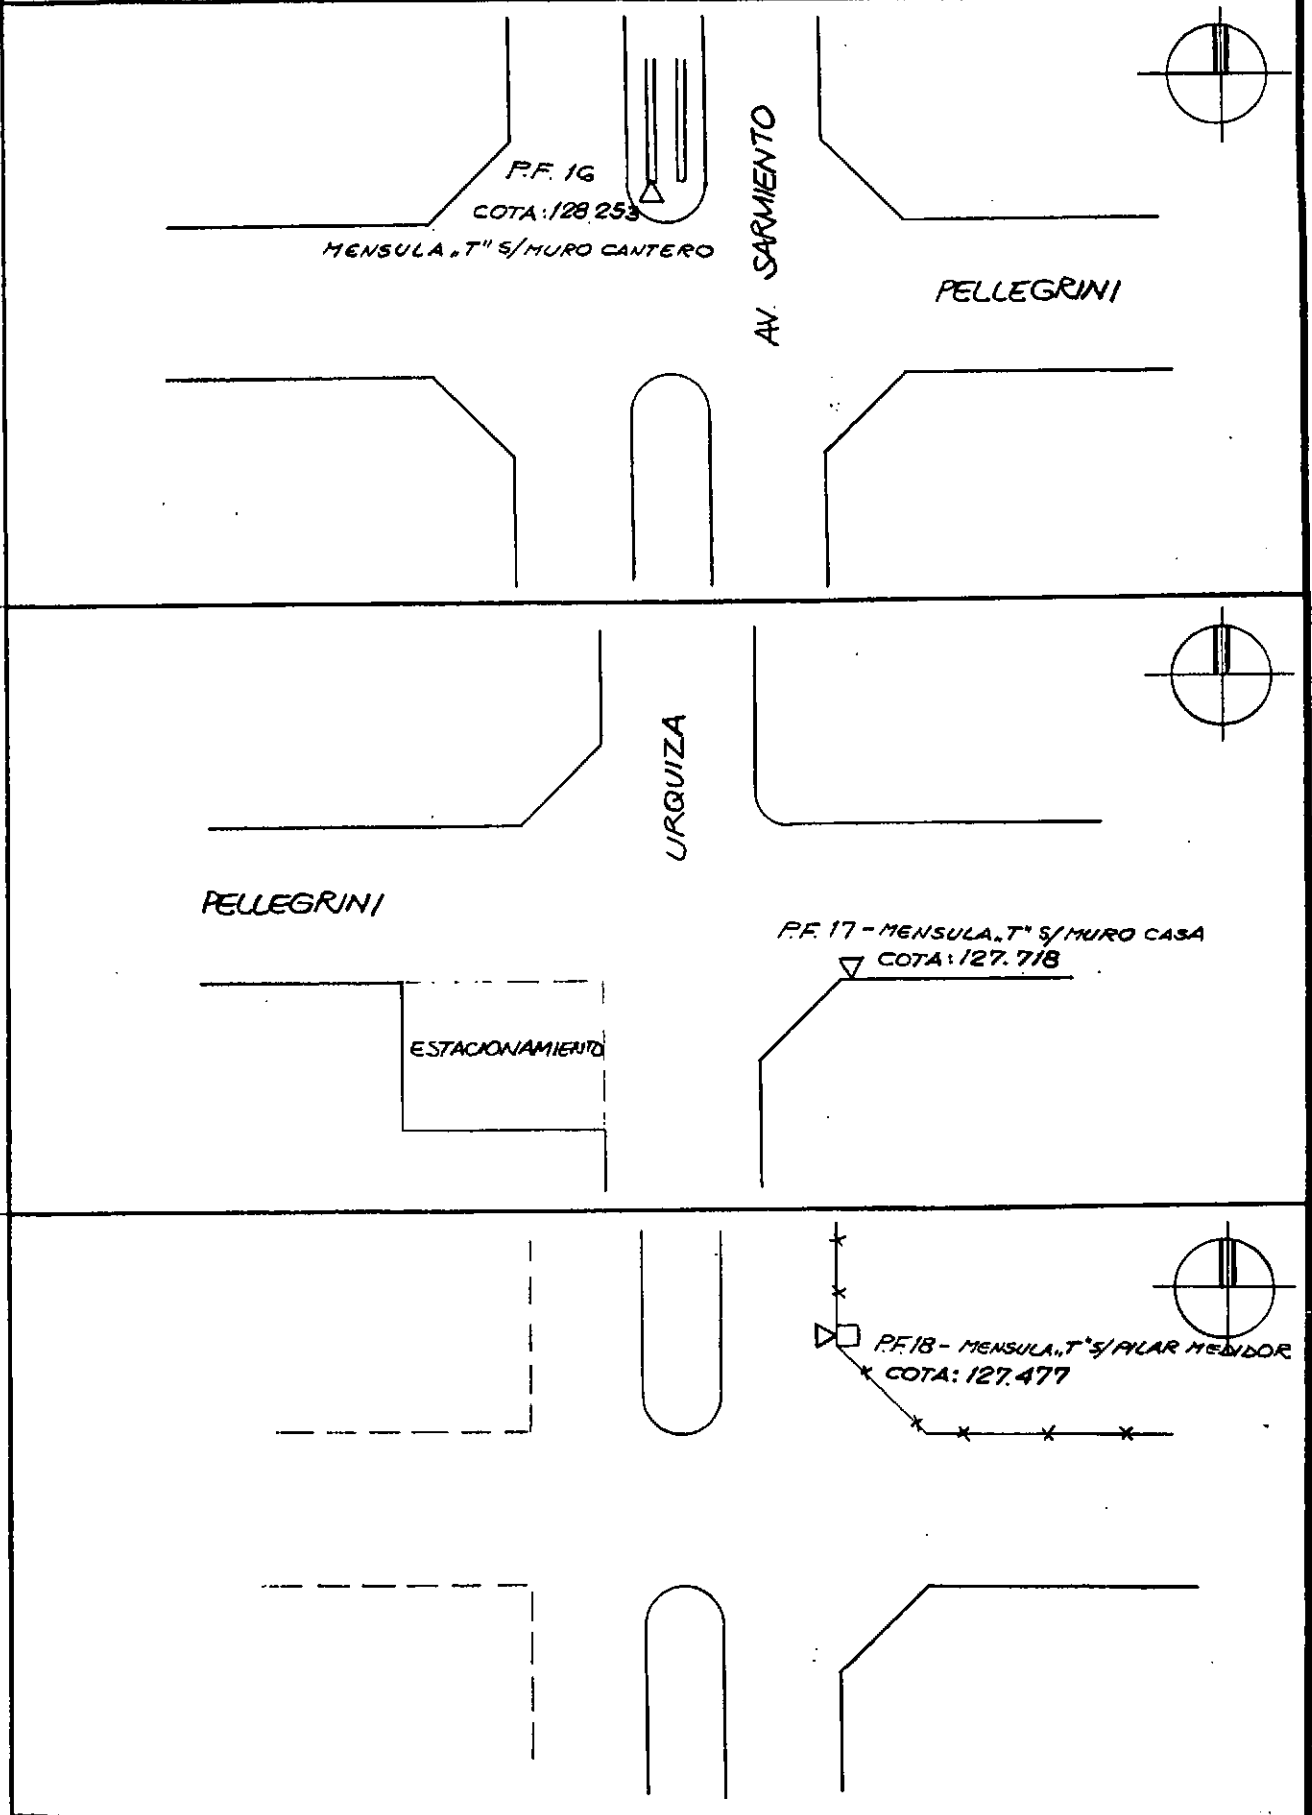 P.F. 16
COTA: 128.253
MENSULA „T" S/MURO CANTERO
AV. SARMIENTO
PELLEGRINI
URQUIZA
PELLEGRINI
P.F. 17 - MENSULA „T" S/MURO CASA
COTA: 127.718
ESTACIONAMIENTO
P.F. 18 - MENSULA „T" S/PILAR MEDIDOR
COTA: 127.477